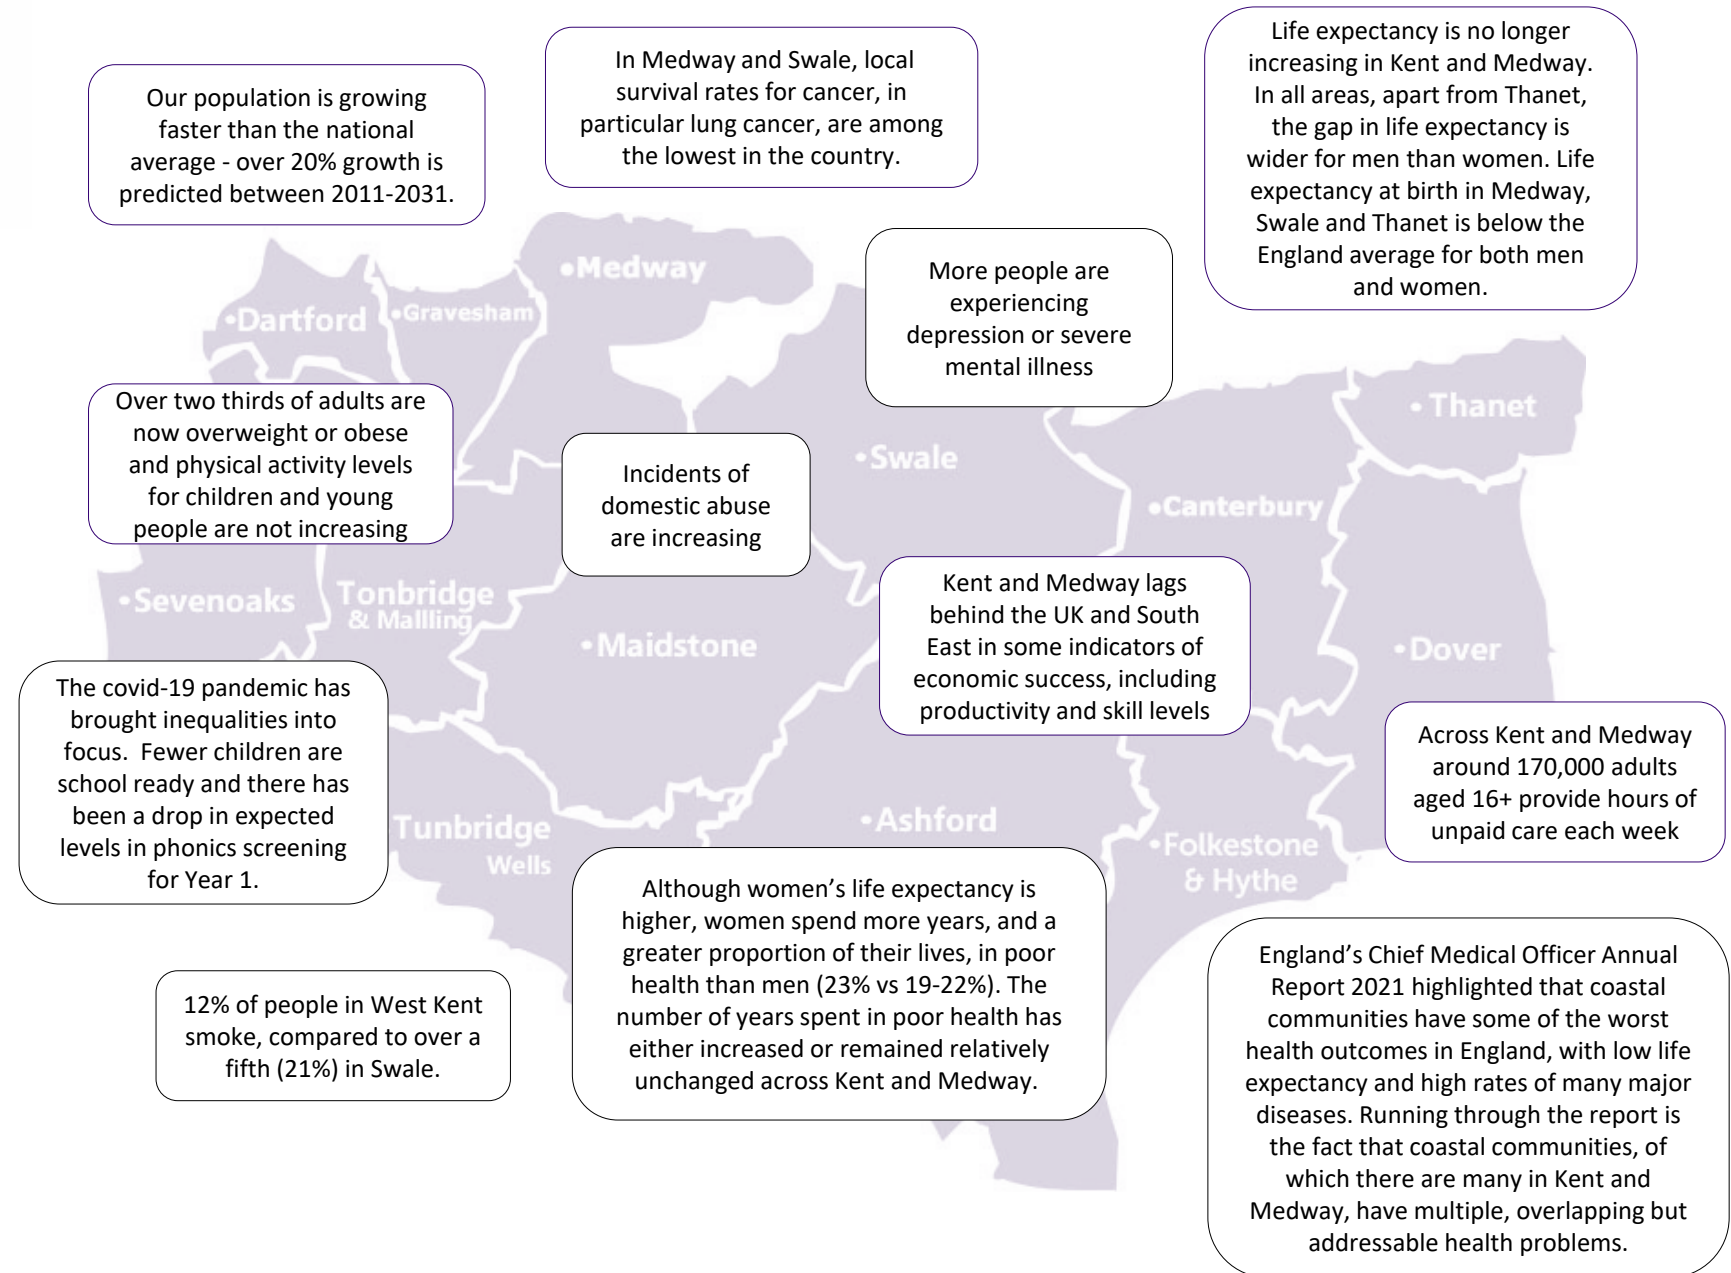 Our population is growing
faster than the national
average - over 20% growth is
predicted between 2011-2031.
In Medway and Swale, local
survival rates for cancer, in
particular lung cancer, are among
the lowest in the country.
Life expectancy is no longer
increasing in Kent and Medway.
In all areas, apart from Thanet,
the gap in life expectancy is
wider for men than women. Life
expectancy at birth in Medway,
Swale and Thanet is below the
England average for both men
and women.
More people are
experiencing
depression or severe
mental illness
•Medway
•Dartford
•Gravesham
• Thanet
Over two thirds of adults are
now overweight or obese
and physical activity levels
for children and young
people are not increasing
Incidents of
domestic abuse
are increasing
•Swale
•Canterbury
•Sevenoaks
Tonbridge
& Mallling
•Maidstone
Kent and Medway lags
behind the UK and South
East in some indicators of
economic success, including
productivity and skill levels
•Dover
The covid-19 pandemic has
brought inequalities into
focus.  Fewer children are
school ready and there has
been a drop in expected
levels in phonics screening
for Year 1.
Across Kent and Medway
around 170,000 adults
aged 16+ provide hours of
unpaid care each week
Tunbridge
Wells
•Ashford
•Folkestone
& Hythe
Although women’s life expectancy is
higher, women spend more years, and a
greater proportion of their lives, in poor
health than men (23% vs 19-22%). The
number of years spent in poor health has
either increased or remained relatively
unchanged across Kent and Medway.
12% of people in West Kent
smoke, compared to over a
fifth (21%) in Swale.
England’s Chief Medical Officer Annual
Report 2021 highlighted that coastal
communities have some of the worst
health outcomes in England, with low life
expectancy and high rates of many major
diseases. Running through the report is
the fact that coastal communities, of
which there are many in Kent and
Medway, have multiple, overlapping but
addressable health problems.